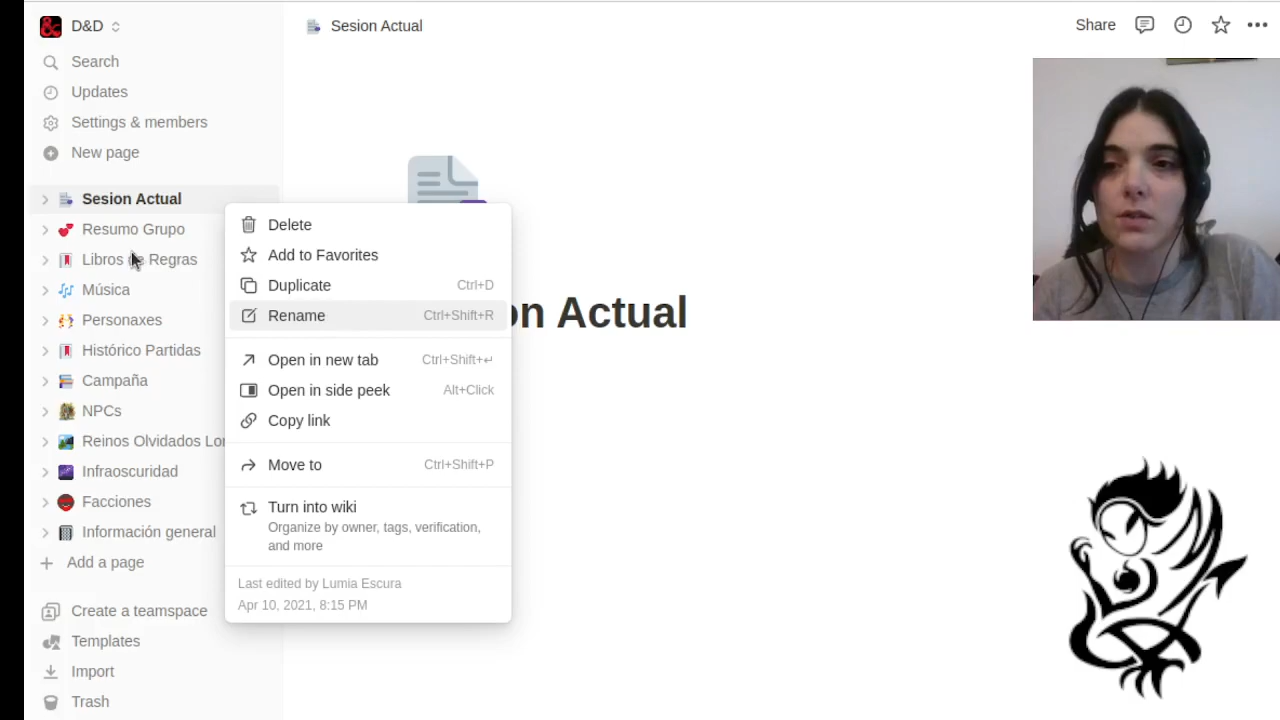 D&D
Search
Updates
Settings & members
New page
Sesion Actual
Resumo Grupo
Libros de Regras
Música
Personaxes
Histórico Partidas
Campaña
NPCs
Reinos Olvidados Lor
Infraoscuridad
Facciones
Información general
Add a page
Create a teamspace
Templates
Import
Trash
Sesion Actual
Share
on Actual
Delete
Add to Favorites
Duplicate Ctrl+D
Rename Ctrl+Shift+R
Open in new tab Ctrl+Shift+↵
Open in side peek Alt+Click
Copy link
Move to Ctrl+Shift+P
Turn into wiki
Organize by owner, tags, verification,
and more
Last edited by Lumia Escura
Apr 10, 2021, 8:15 PM